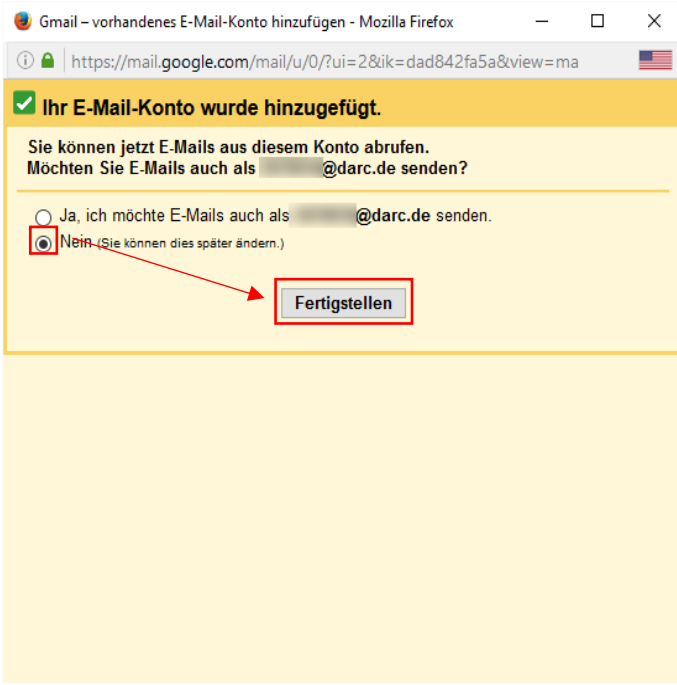 Gmail – vorhandenes E-Mail-Konto hinzufügen - Mozilla Firefox
https://mail.google.com/mail/u/0/?ui=2&ik=dad842fa5a&view=ma
Ihr E-Mail-Konto wurde hinzugefügt.
Sie können jetzt E-Mails aus diesem Konto abrufen.
Möchten Sie E-Mails auch als @darc.de senden?
Ja, ich möchte E-Mails auch als @darc.de senden.
Nein (Sie können dies später ändern.)
Fertigstellen